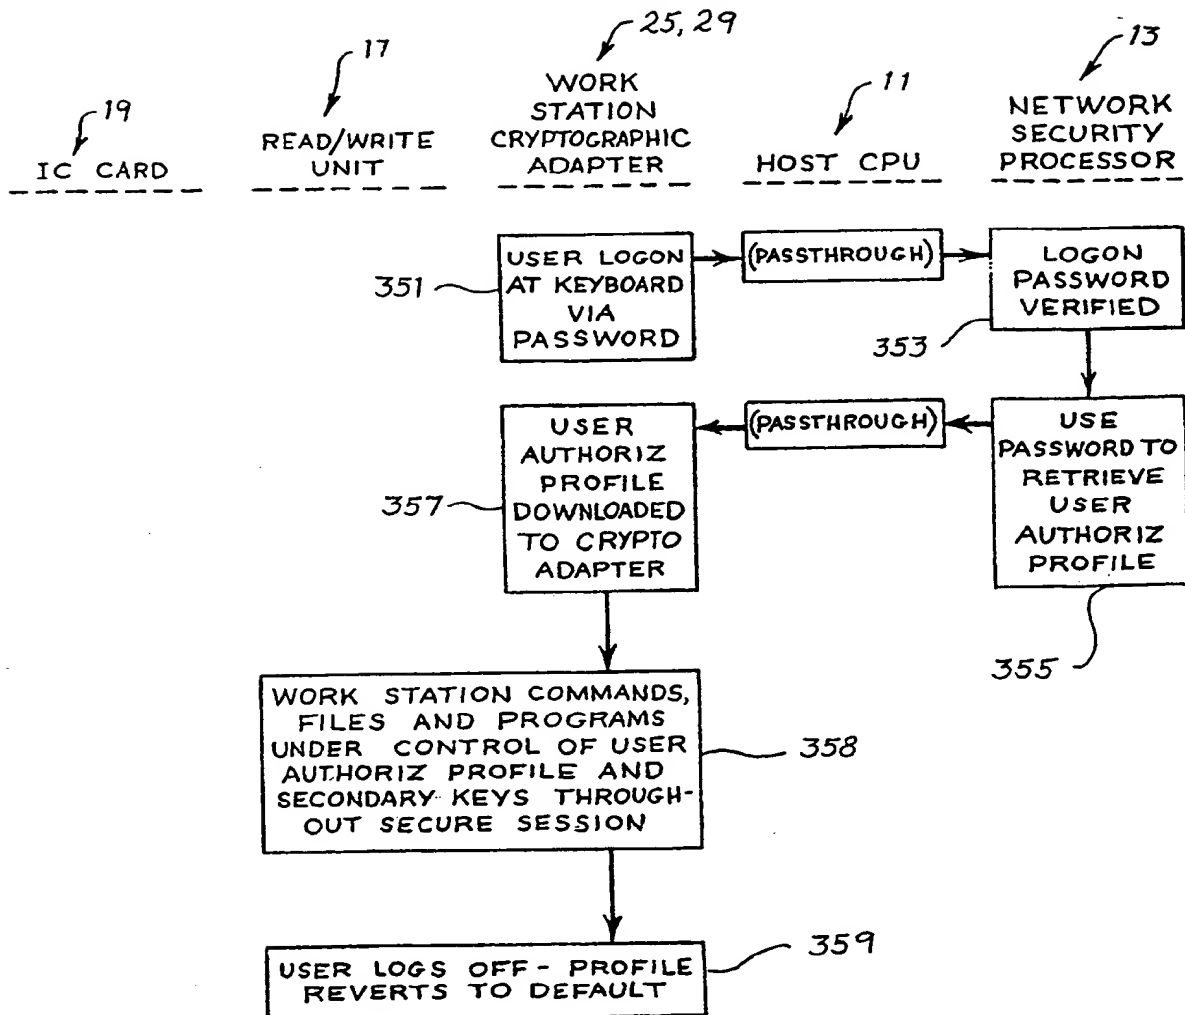 19
IC CARD
17
READ/WRITE
UNIT
25, 29
WORK
STATION
CRYPTOGRAPHIC
ADAPTER
11
HOST CPU
13
NETWORK
SECURITY
PROCESSOR
351
USER LOGON
AT KEYBOARD
VIA
PASSWORD
(PASSTHROUGH)
LOGON
PASSWORD
VERIFIED
353
USER
AUTHORIZ
PROFILE
DOWNLOADED
TO CRYPTO
ADAPTER
357
(PASSTHROUGH)
USE
PASSWORD TO
RETRIEVE
USER
AUTHORIZ
PROFILE
355
WORK STATION COMMANDS,
FILES AND PROGRAMS
UNDER CONTROL OF USER
AUTHORIZ PROFILE AND
SECONDARY KEYS THROUGH-
OUT SECURE SESSION
358
USER LOGS OFF - PROFILE
REVERTS TO DEFAULT
359